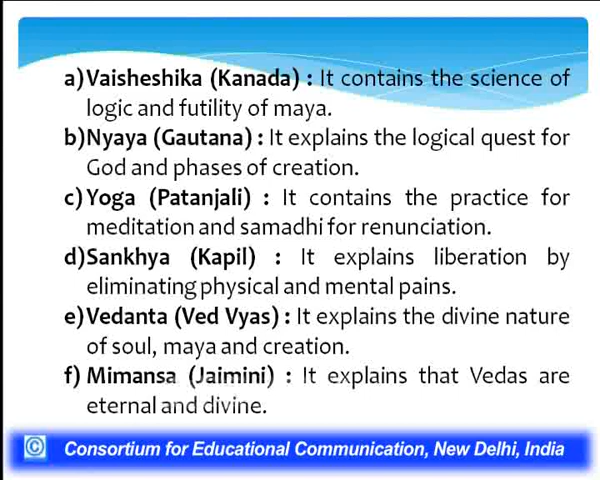 a)Vaisheshika (Kanada) : It contains the science of
logic and futility of maya.
b)Nyaya (Gautana) : It explains the logical quest for
God and phases of creation.
c)Yoga (Patanjali) : It contains the practice for
meditation and samadhi for renunciation.
d)Sankhya (Kapil) : It explains liberation by
eliminating physical and mental pains.
e)Vedanta (Ved Vyas) : It explains the divine nature
of soul, maya and creation.
f) Mimansa (Jaimini) : It explains that Vedas are
eternal and divine.
© Consortium for Educational Communication, New Delhi, India